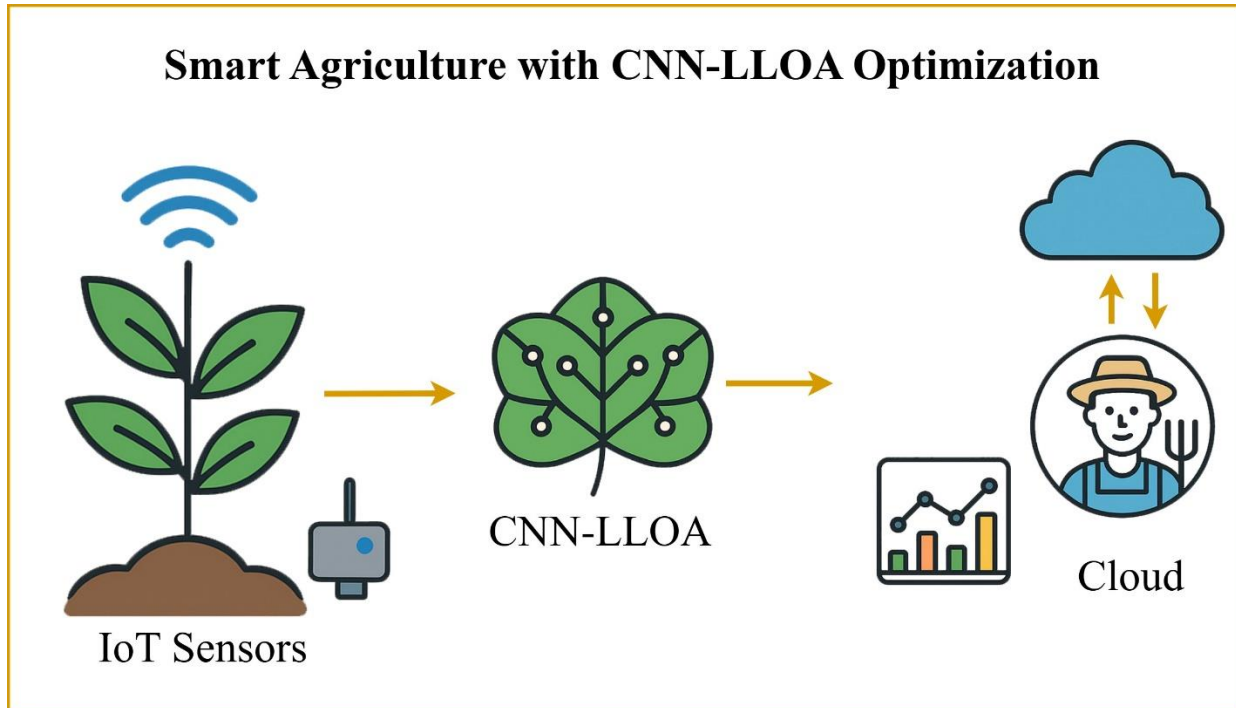 Smart Agriculture with CNN-LLOA Optimization
IoT Sensors
CNN-LLOA
Cloud